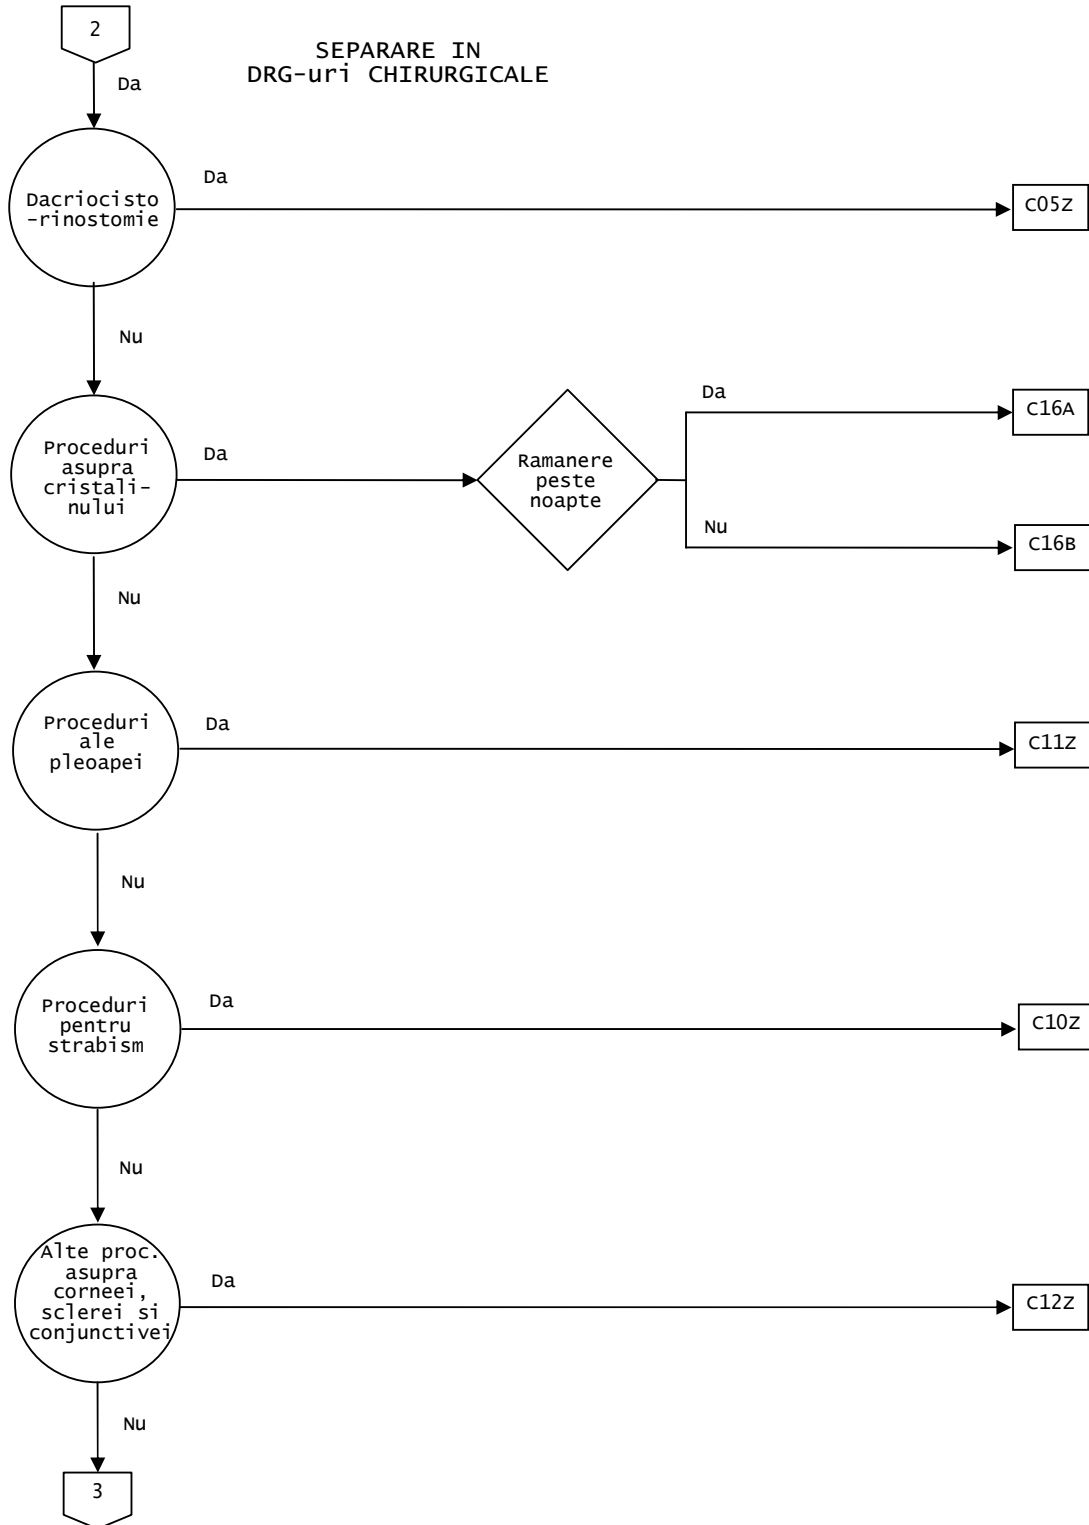 2
SEPARARE IN
DRG-uri CHIRURGICALE
Da
Dacriocisto
-rinostomie
Da
C05Z
Nu
Proceduri
asupra
cristali-
nului
Da
Ramanere
peste
noapte
Da
C16A
Nu
C16B
Nu
Proceduri
ale
pleoapei
Da
C11Z
Nu
Proceduri
pentru
strabism
Da
C10Z
Nu
Alte proc.
asupra
corneei,
sclerei si
conjunctivei
Da
C12Z
Nu
3